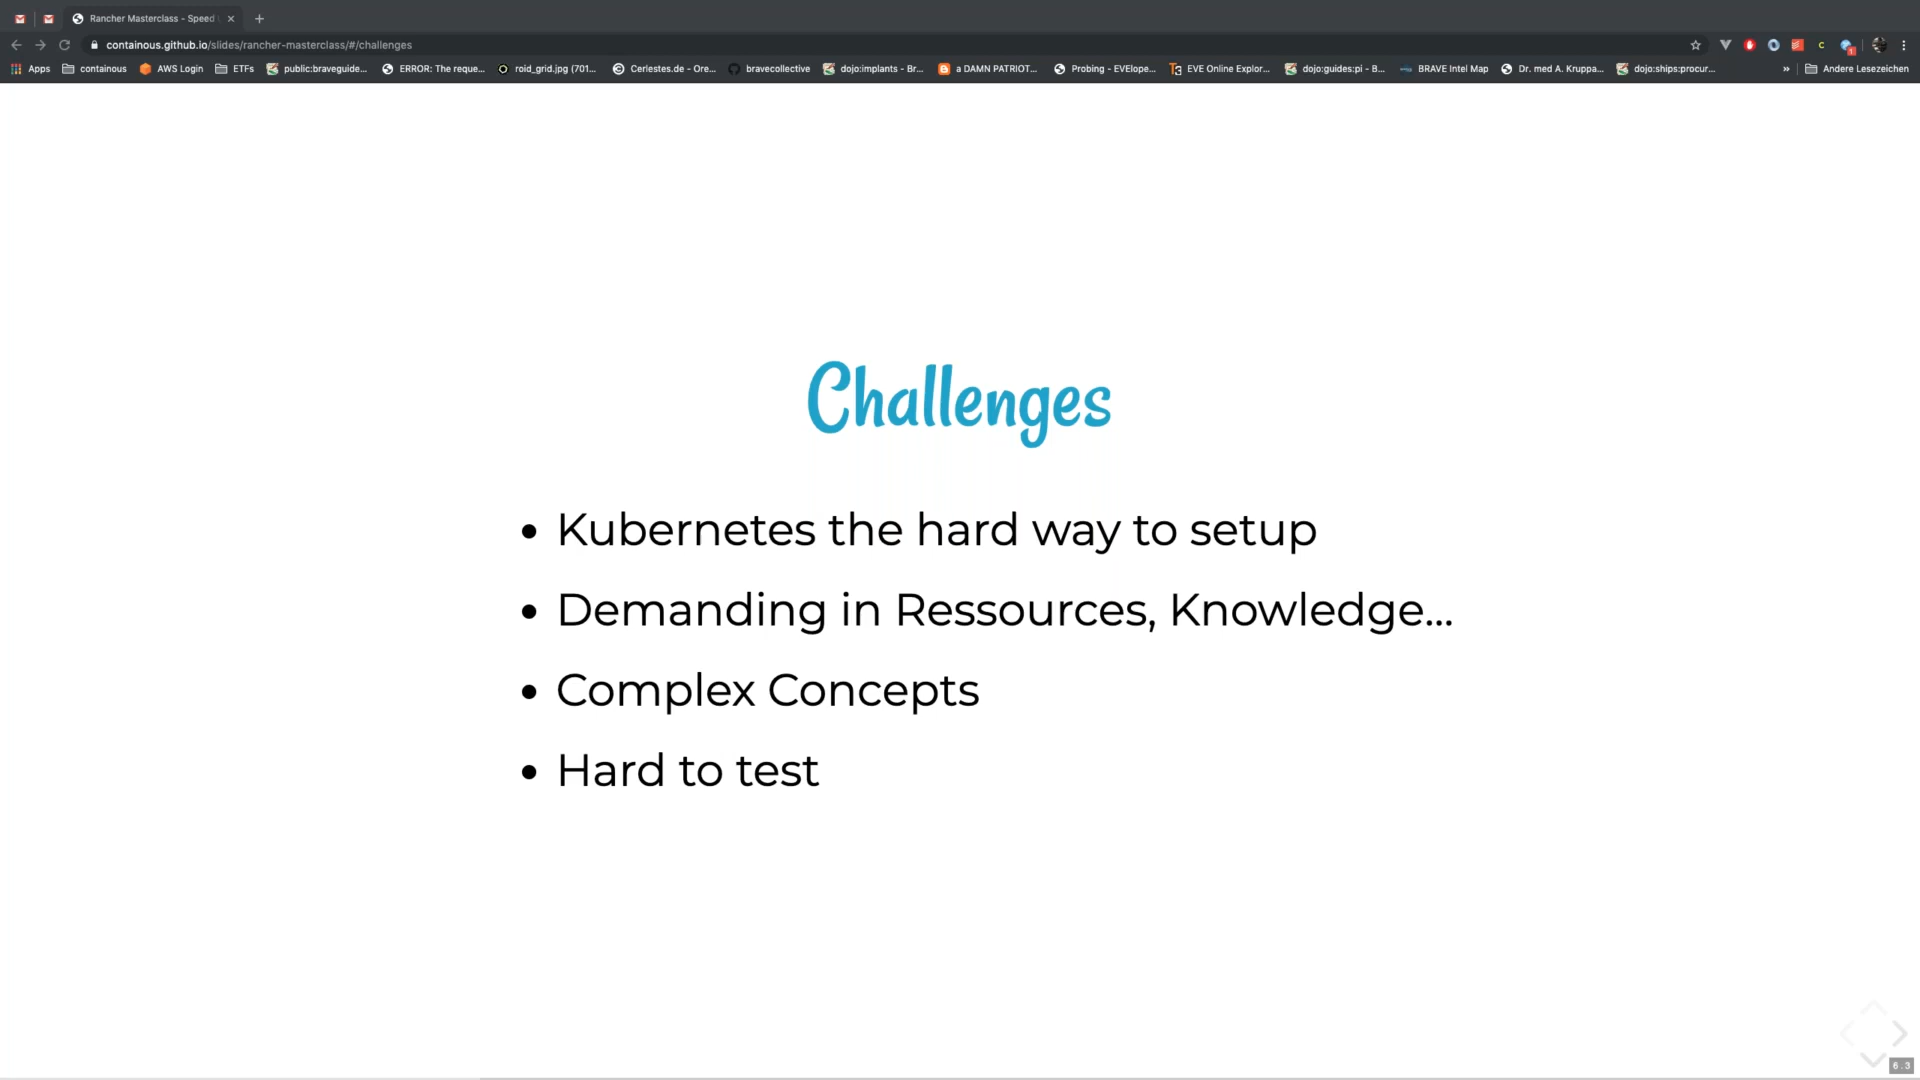 Rancher Masterclass - Speed
containous.github.io/slides/rancher-masterclass/#/challenges
Apps containous AWS Login ETFs public:braveguide... ERROR: The reque... roid_grid.jpg (701... Cerlestes.de - Ore... bravecollective dojo:implants - Br... a DAMN PATRIOT... Probing - EVElope... EVE Online Explor... dojo:guides:pi - B... BRAVE Intel Map Dr. med A. Kruppa... dojo:ships:procur... » Andere Lesezeichen
Challenges
• Kubernetes the hard way to setup
• Demanding in Ressources, Knowledge...
• Complex Concepts
• Hard to test
6.3